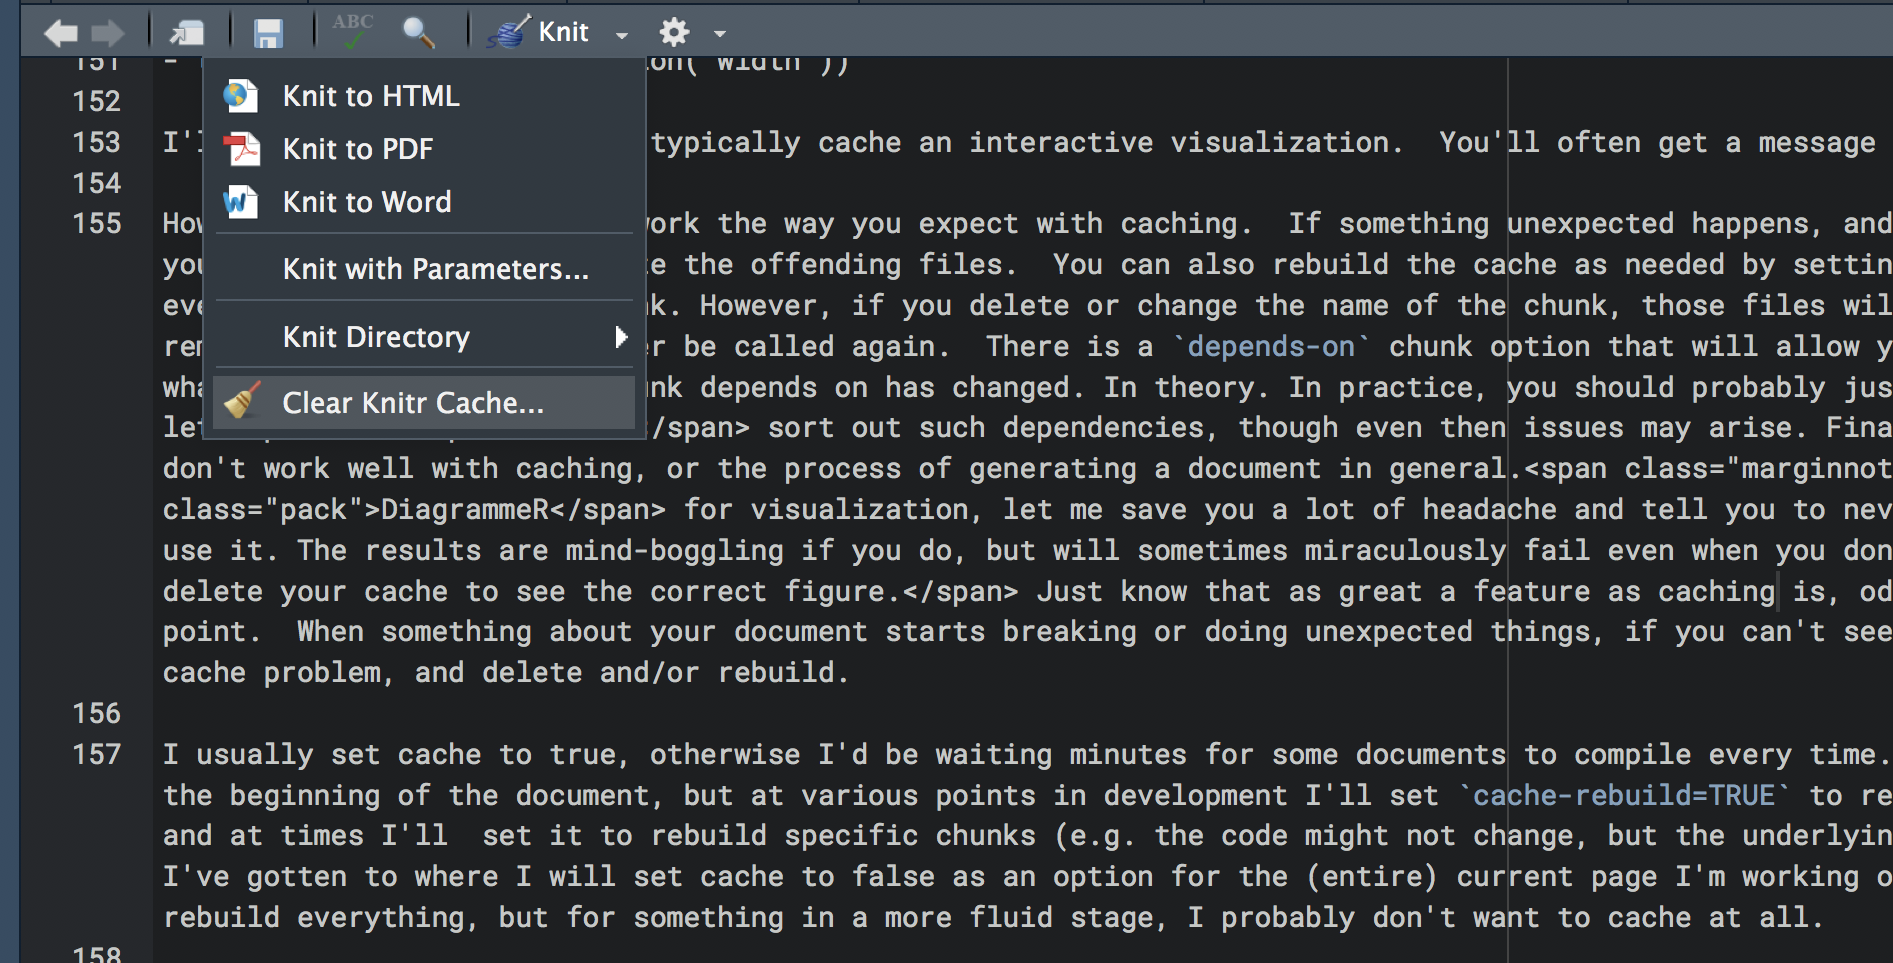 ABC
Knit
151 - on("width"))
Knit to HTML
152
Knit to PDF
153 I'l typically cache an interactive visualization.  You'll often get a message
154
Knit to Word
155 How ork the way you expect with caching.  If something unexpected happens, and
Knit with Parameters...
you e the offending files.  You can also rebuild the cache as needed by settin
eve k. However, if you delete or change the name of the chunk, those files wil
Knit Directory
rem r be called again.  There is a `depends-on` chunk option that will allow y
wha nk depends on has changed. In theory. In practice, you should probably jus
Clear Knitr Cache...
let /span> sort out such dependencies, though even then issues may arise. Fina
don't work well with caching, or the process of generating a document in general.<span class="marginnot
class="pack">DiagrammeR</span> for visualization, let me save you a lot of headache and tell you to nev
use it. The results are mind-boggling if you do, but will sometimes miraculously fail even when you don
delete your cache to see the correct figure.</span> Just know that as great a feature as caching is, od
point.  When something about your document starts breaking or doing unexpected things, if you can't see
cache problem, and delete and/or rebuild.
156
157 I usually set cache to true, otherwise I'd be waiting minutes for some documents to compile every time.
the beginning of the document, but at various points in development I'll set `cache-rebuild=TRUE` to re
and at times I'll  set it to rebuild specific chunks (e.g. the code might not change, but the underlyin
I've gotten to where I will set cache to false as an option for the (entire) current page I'm working o
rebuild everything, but for something in a more fluid stage, I probably don't want to cache at all.
158